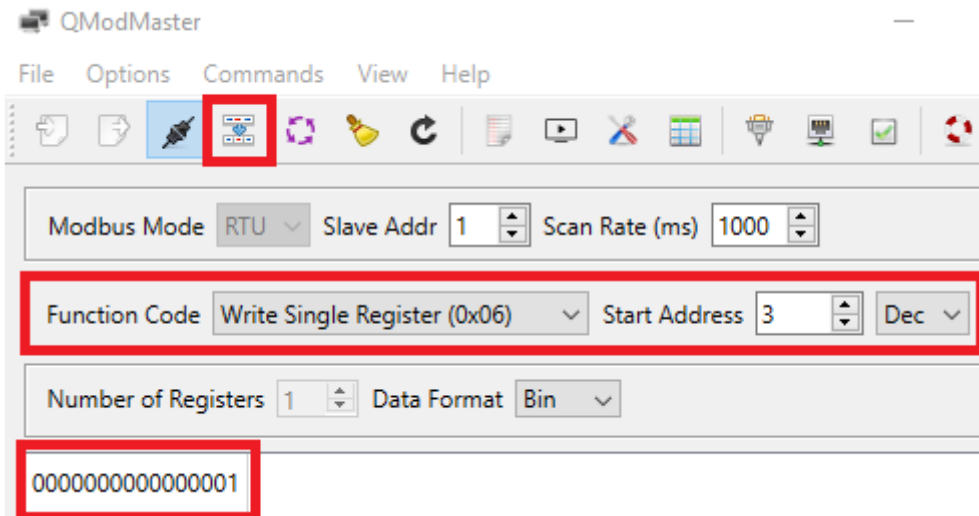 QModMaster
File Options Commands View Help
Modbus Mode RTU Slave Addr 1 Scan Rate (ms) 1000
Function Code Write Single Register (0x06) Start Address 3 Dec
Number of Registers 1 Data Format Bin
0000000000000001